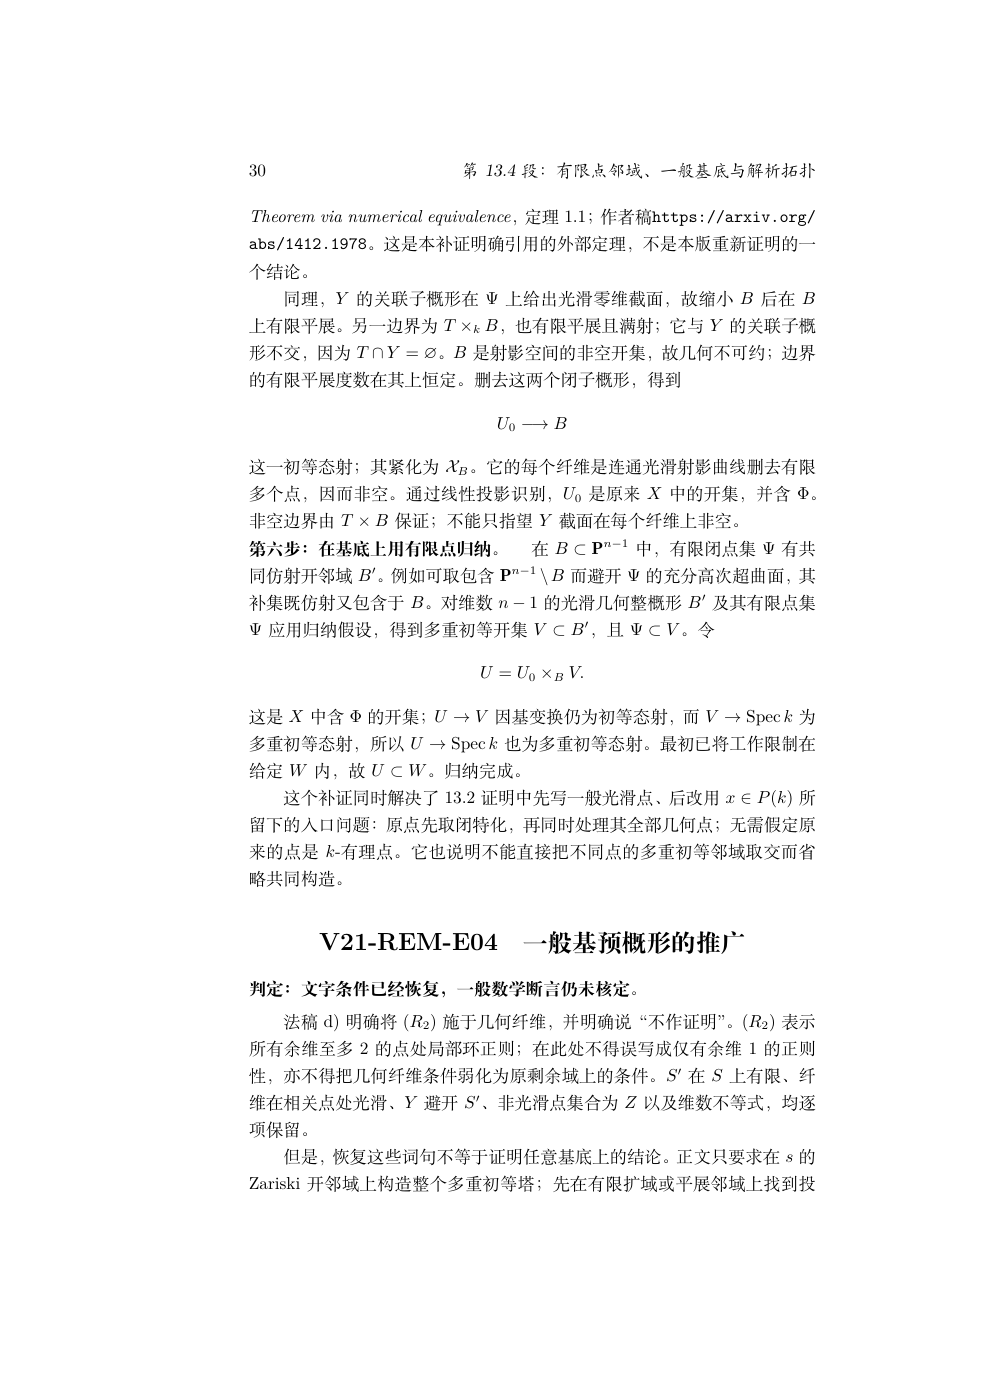 30 第 13.4 段：有限点邻域、一般基底与解析拓扑
Theorem via numerical equivalence，定理 1.1；作者稿https://arxiv.org/
abs/1412.1978。这是本补证明确引用的外部定理，不是本版重新证明的一
个结论。
同理，Y 的关联子概形在 Ψ 上给出光滑零维截面，故缩小 B 后在 B
上有限平展。另一边界为 T ×ₖ B，也有限平展且满射；它与 Y 的关联子概
形不交，因为 T ∩ Y = ∅。B 是射影空间的非空开集，故几何不可约；边界
的有限平展度数在其上恒定。删去这两个闭子概形，得到
U₀ ⟶ B
这一初等态射；其紧化为 𝒳_B。它的每个纤维是连通光滑射影曲线删去有限
多个点，因而非空。通过线性投影识别，U₀ 是原来 X 中的开集，并含 Φ。
非空边界由 T × B 保证；不能只指望 Y 截面在每个纤维上非空。
第六步：在基底上用有限点归纳。 在 B ⊂ Pⁿ⁻¹ 中，有限闭点集 Ψ 有共
同仿射开邻域 B′。例如可取包含 Pⁿ⁻¹ \ B 而避开 Ψ 的充分高次超曲面，其
补集既仿射又包含于 B。对维数 n − 1 的光滑几何整概形 B′ 及其有限点集
Ψ 应用归纳假设，得到多重初等开集 V ⊂ B′，且 Ψ ⊂ V。令
U = U₀ ×_B V.
这是 X 中含 Φ 的开集；U → V 因基变换仍为初等态射，而 V → Spec k 为
多重初等态射，所以 U → Spec k 也为多重初等态射。最初已将工作限制在
给定 W 内，故 U ⊂ W。归纳完成。
这个补证同时解决了 13.2 证明中先写一般光滑点、后改用 x ∈ P(k) 所
留下的入口问题：原点先取闭特化，再同时处理其全部几何点；无需假定原
来的点是 k-有理点。它也说明不能直接把不同点的多重初等邻域取交而省
略共同构造。
V21-REM-E04 一般基预概形的推广
判定：文字条件已经恢复，一般数学断言仍未核定。
法稿 d) 明确将 (R₂) 施于几何纤维，并明确说 “不作证明”。(R₂) 表示
所有余维至多 2 的点处局部环正则；在此处不得误写成仅有余维 1 的正则
性，亦不得把几何纤维条件弱化为原剩余域上的条件。S′ 在 S 上有限、纤
维在相关点处光滑、Y 避开 S′、非光滑点集合为 Z 以及维数不等式，均逐
项保留。
但是，恢复这些词句不等于证明任意基底上的结论。正文只要求在 s 的
Zariski 开邻域上构造整个多重初等塔；先在有限扩域或平展邻域上找到投